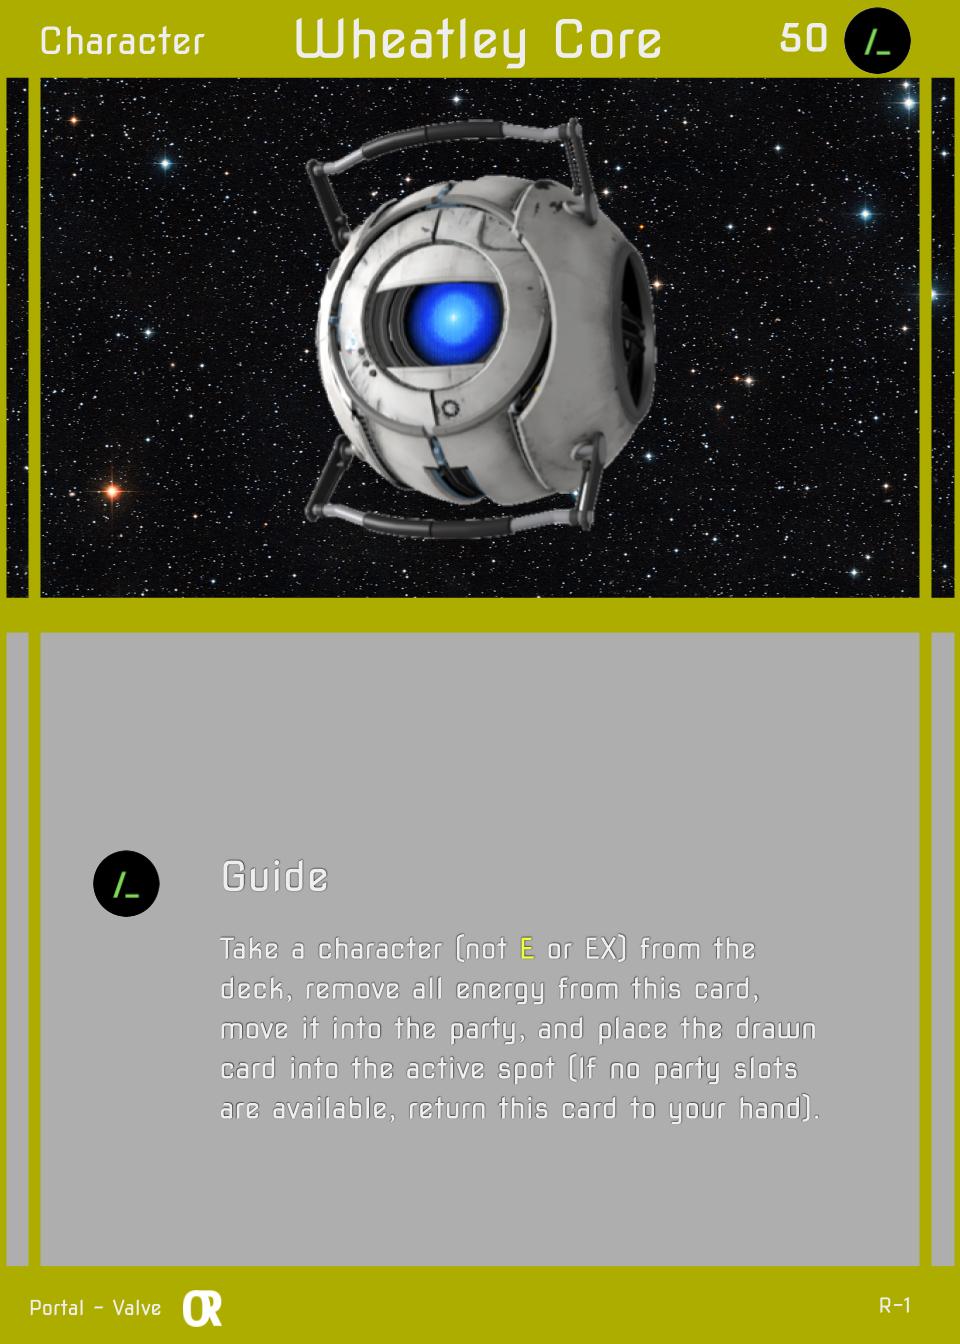 Character
Wheatley Core
50
/_
/_
Guide
Take a character (not E or EX) from the
deck, remove all energy from this card,
move it into the party, and place the drawn
card into the active spot (If no party slots
are available, return this card to your hand).
Portal - Valve
OR
R-1